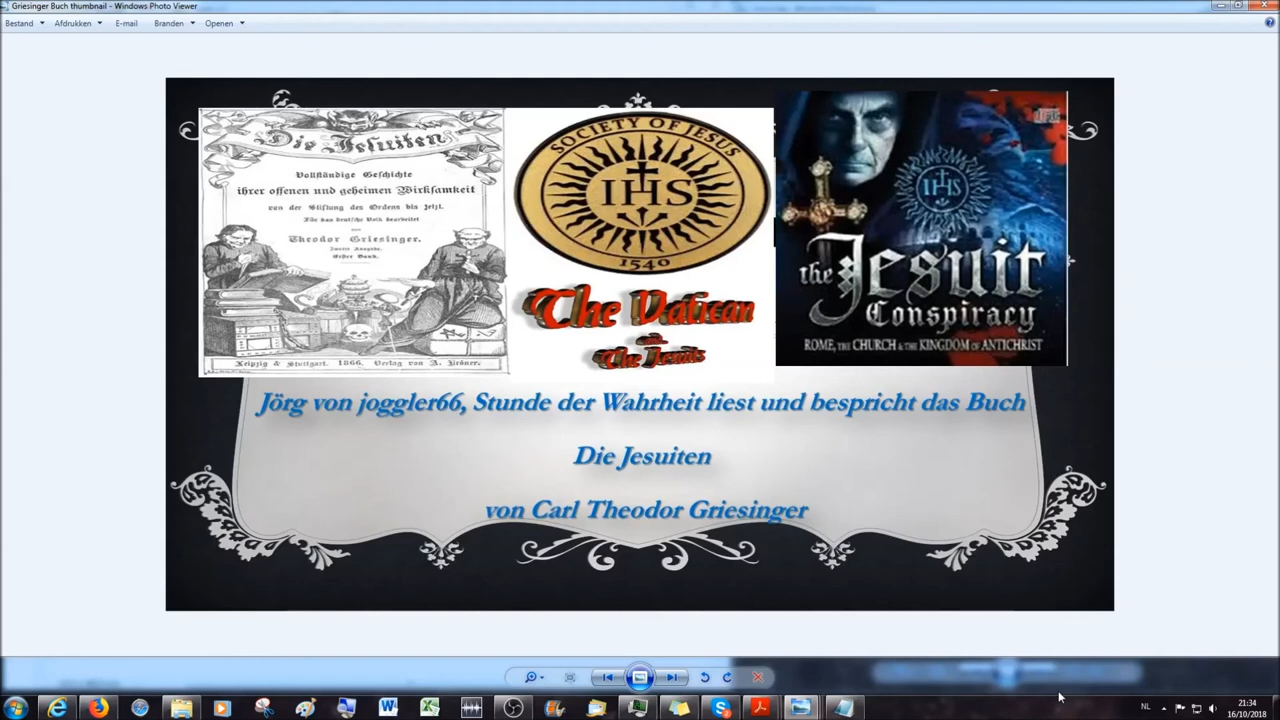 Griesinger Buch thumbnail - Windows Photo Viewer
Bestand Afdrukken E-mail Branden Openen
Die Jesuiten
Vollständige Geschichte
ihrer offenen und geheimen Wirksamkeit
von der Stiftung des Ordens bis jetzt.
Für das deutsche Volk bearbeitet
von
Theodor Griesinger.
Zweite Ausgabe.
Erster Band.
Leipzig & Stuttgart. 1866. Verlag von A.
SOCIETY OF JESUS
IHS
1540
The Vatican
The Jesuits
IHS
the Jesuit
Conspiracy
ROME, THE CHURCH & THE KINGDOM OF ANTICHRIST
Jörg von joggler66, Stunde der Wahrheit liest und bespricht das Buch
Die Jesuiten
von Carl Theodor Griesinger
NL
21:34
16/10/2018